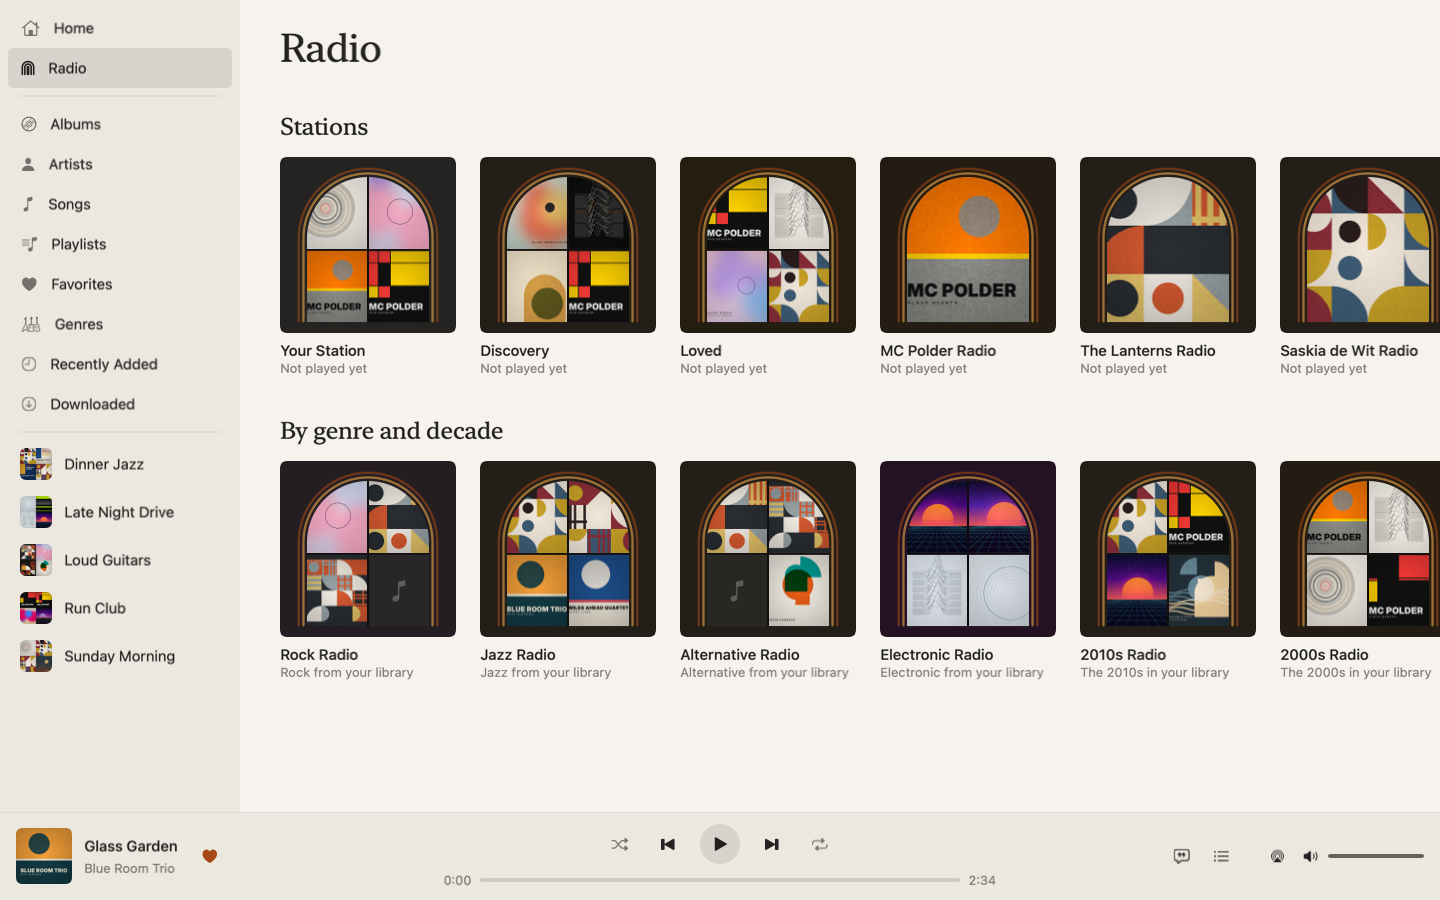 Home
Radio
Albums
Artists
Songs
Playlists
Favorites
Genres
Recently Added
Downloaded
Dinner Jazz
Late Night Drive
Loud Guitars
Run Club
Sunday Morning
Radio
Stations
MC POLDER
MC POLDER
MC POLDER
MC POLDER
MC POLDER
GLASS HEARTS
Your Station
Not played yet
Discovery
Not played yet
Loved
Not played yet
MC Polder Radio
Not played yet
The Lanterns Radio
Not played yet
Saskia de Wit Radio
Not played yet
By genre and decade
BLUE ROOM TRIO
MILES AHEAD QUARTET
MC POLDER
MC POLDER
MC POLDER
Rock Radio
Rock from your library
Jazz Radio
Jazz from your library
Alternative Radio
Alternative from your library
Electronic Radio
Electronic from your library
2010s Radio
The 2010s in your library
2000s Radio
The 2000s in your library
BLUE ROOM TRIO
Glass Garden
Blue Room Trio
0:00
2:34